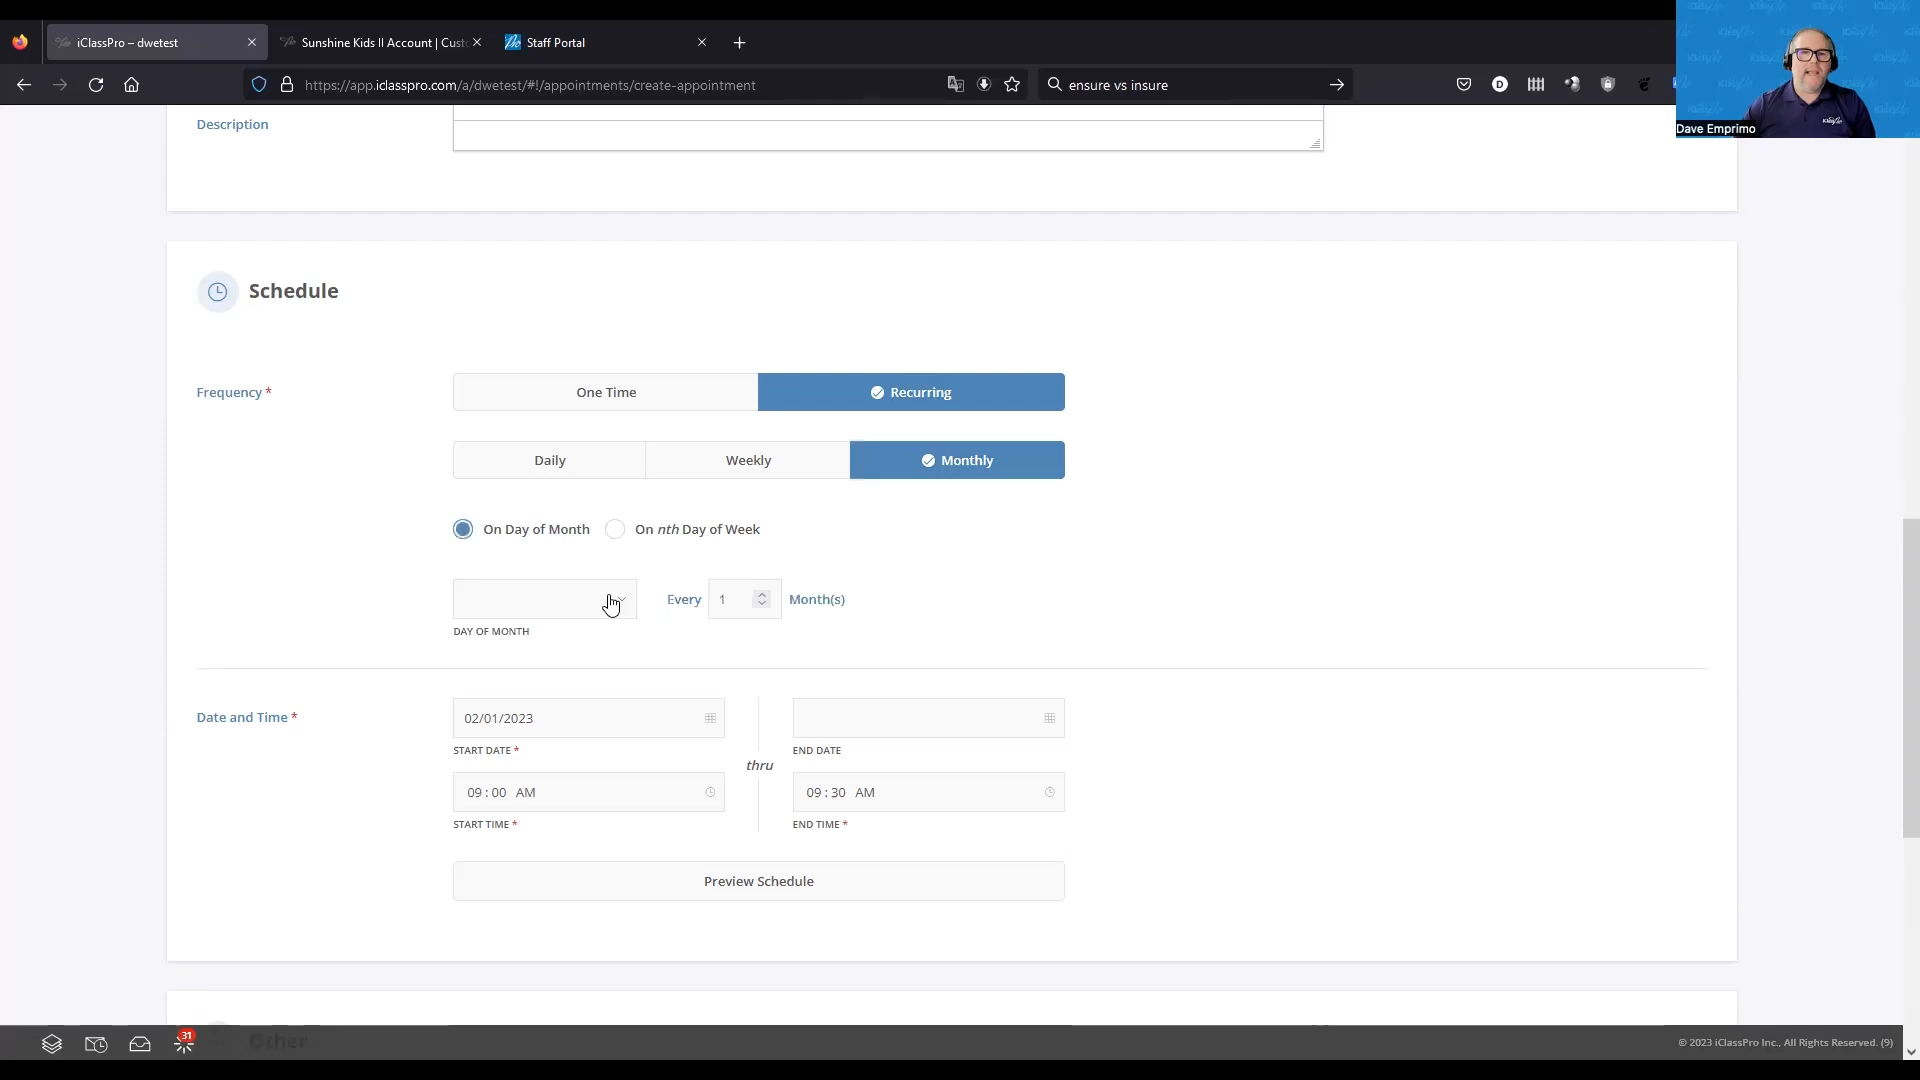 iClassPro – dwetest
Sunshine Kids II Account | Custo
Staff Portal
https://app.iclasspro.com/a/dwetest/#!/appointments/create-appointment
ensure vs insure
Dave Emprimo
Description
Schedule
Frequency *
One Time
Recurring
Daily
Weekly
Monthly
On Day of Month
On nth Day of Week
Every
1
Month(s)
DAY OF MONTH
Date and Time *
02/01/2023
START DATE *
END DATE
thru
09 : 00 AM
09 : 30 AM
START TIME *
END TIME *
Preview Schedule
Other
31
© 2023 iClassPro Inc., All Rights Reserved. (9)